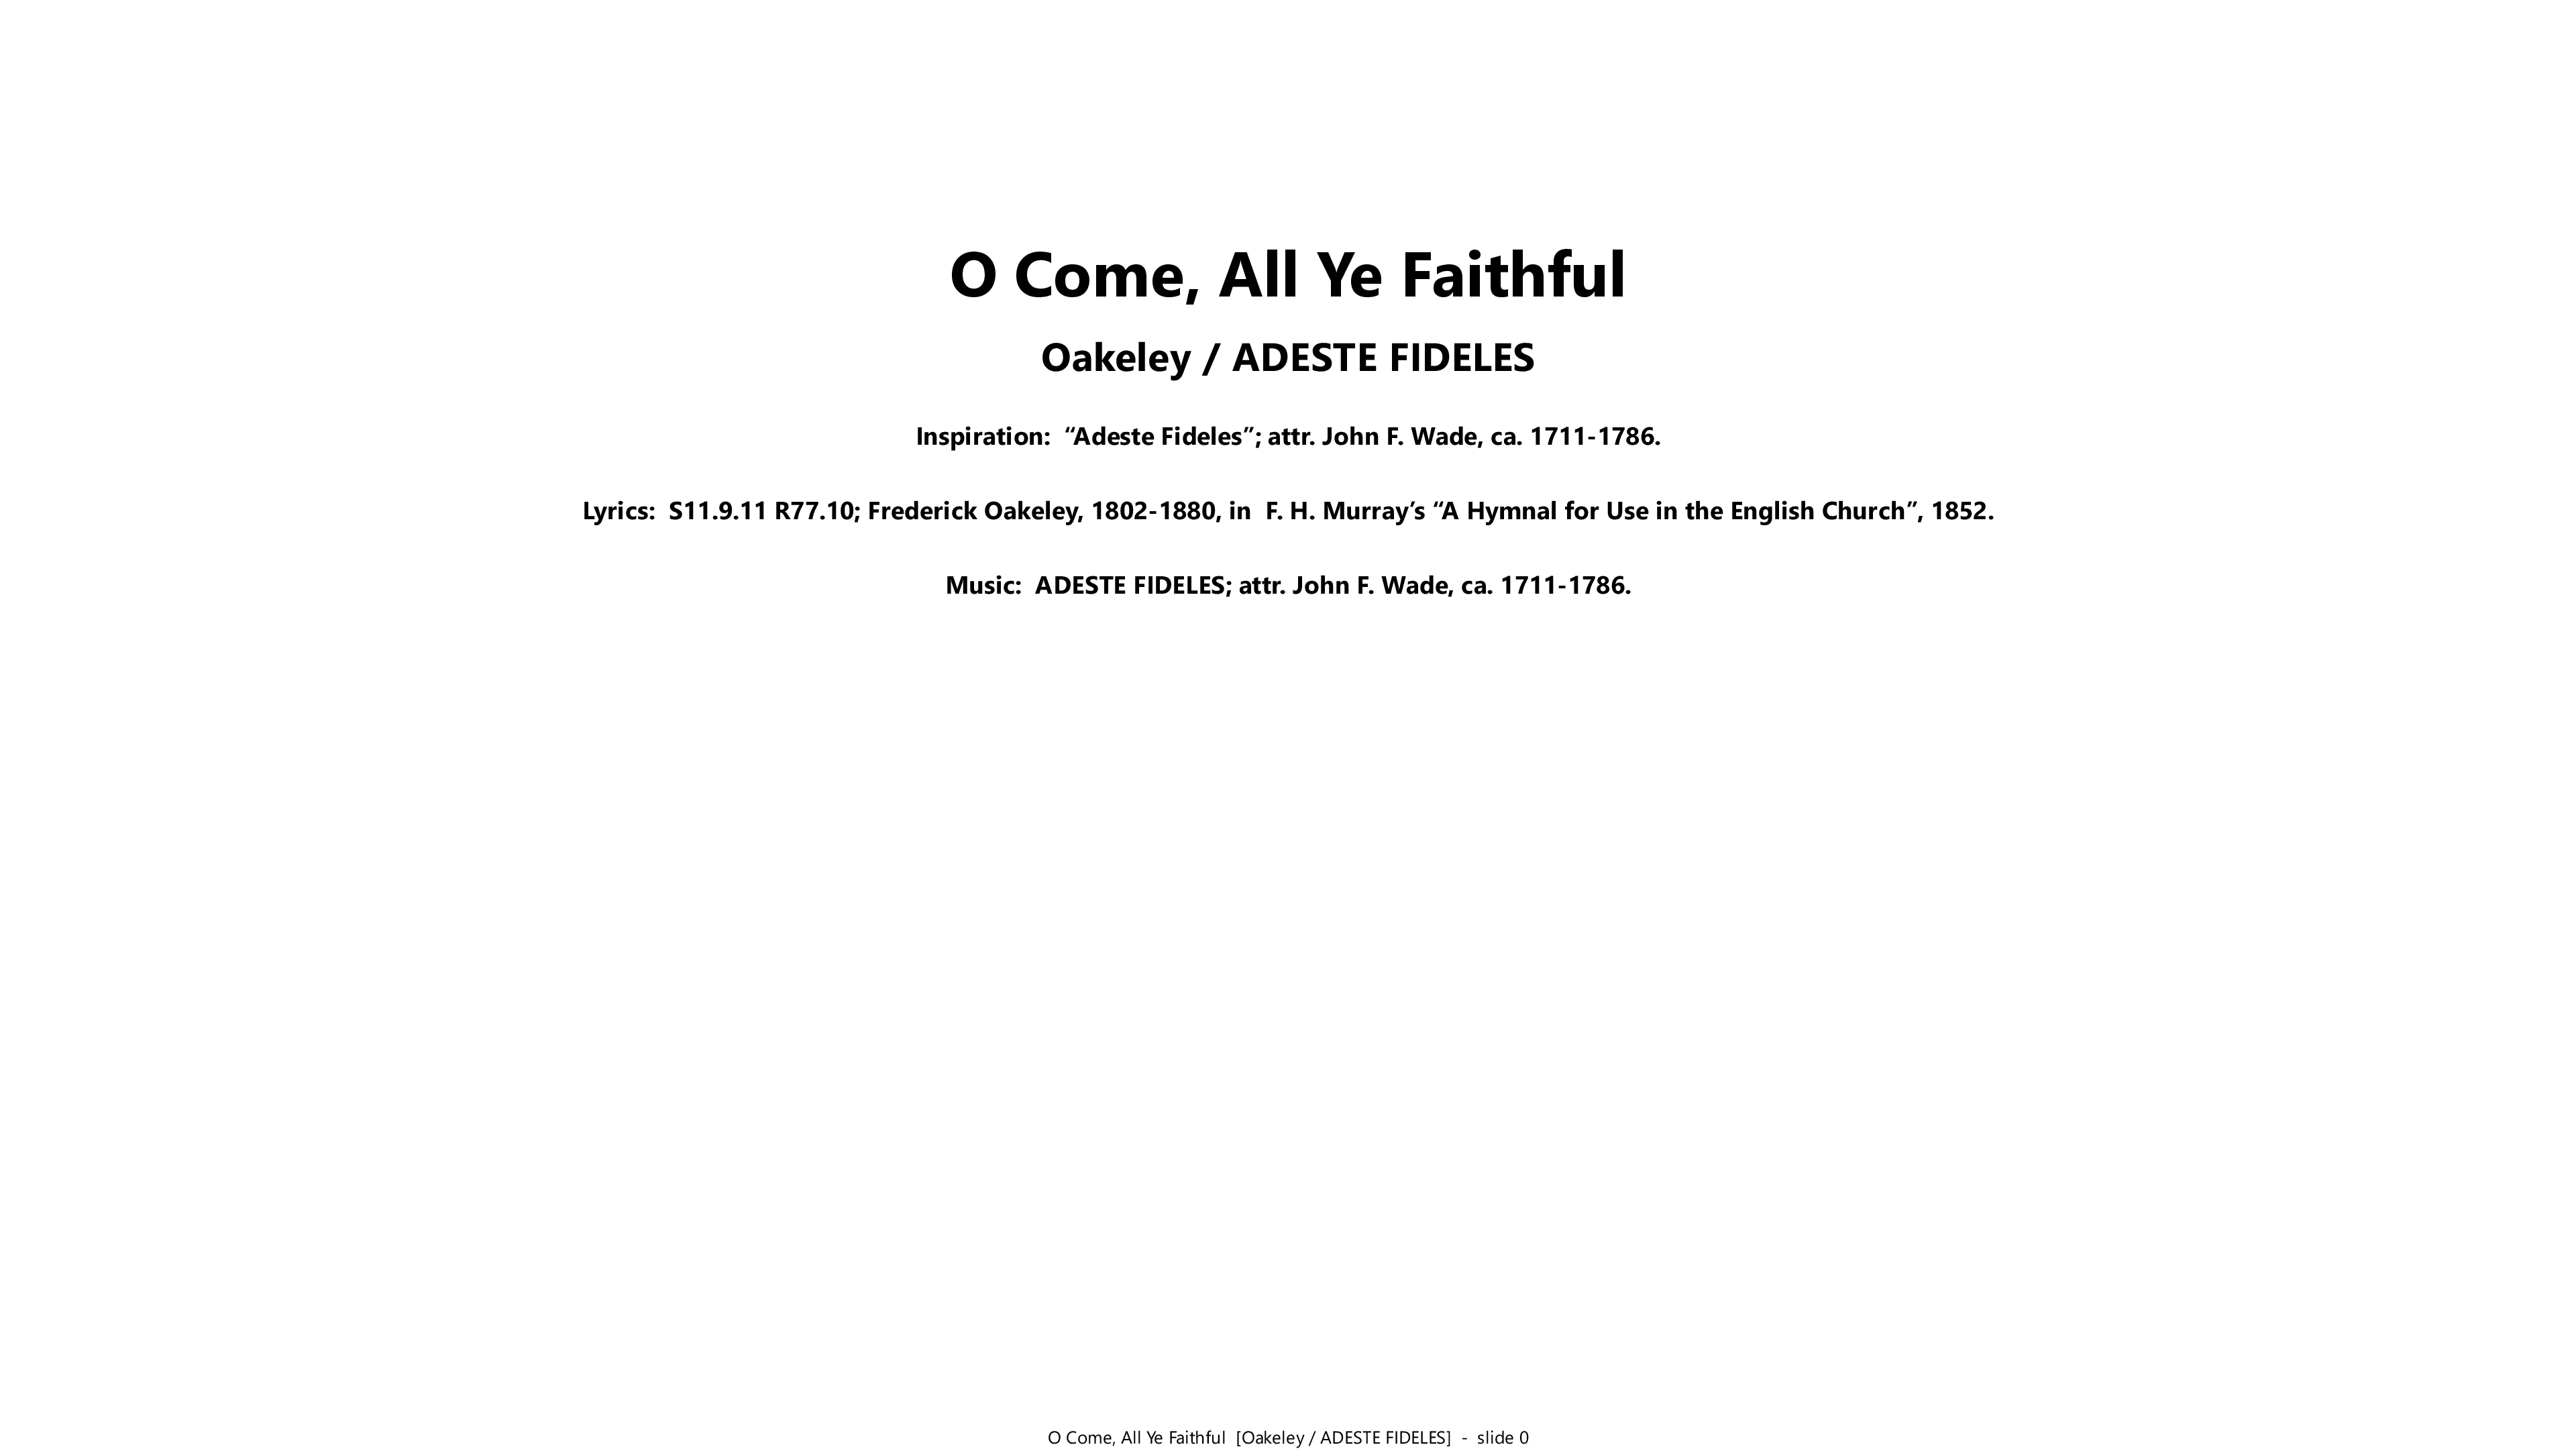 O Come, All Ye Faithful
Oakeley / ADESTE FIDELES
Inspiration:  “Adeste Fideles”; attr. John F. Wade, ca. 1711-1786.
Lyrics:  S11.9.11 R77.10; Frederick Oakeley, 1802-1880, in  F. H. Murray’s “A Hymnal for Use in the English Church”, 1852.
Music:  ADESTE FIDELES; attr. John F. Wade, ca. 1711-1786.
O Come, All Ye Faithful  [Oakeley / ADESTE FIDELES]  -  slide 0